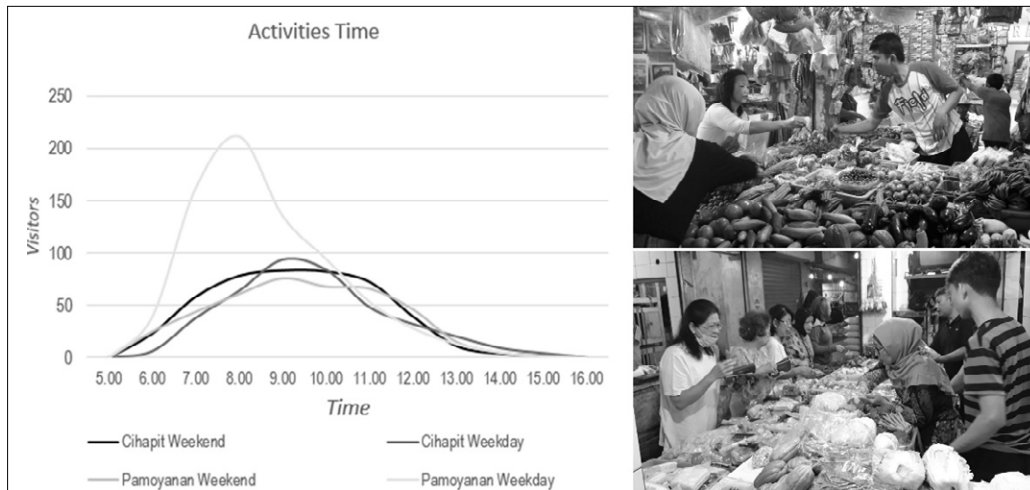 Activities Time
250
200
150
100
50
0
Visitors
5.00 6.00 7.00 8.00 9.00 10.00 11.00 12.00 13.00 14.00 15.00 16.00
Time
Cihapit Weekend Cihapit Weekday
Pamoyanan Weekend Pamoyanan Weekday